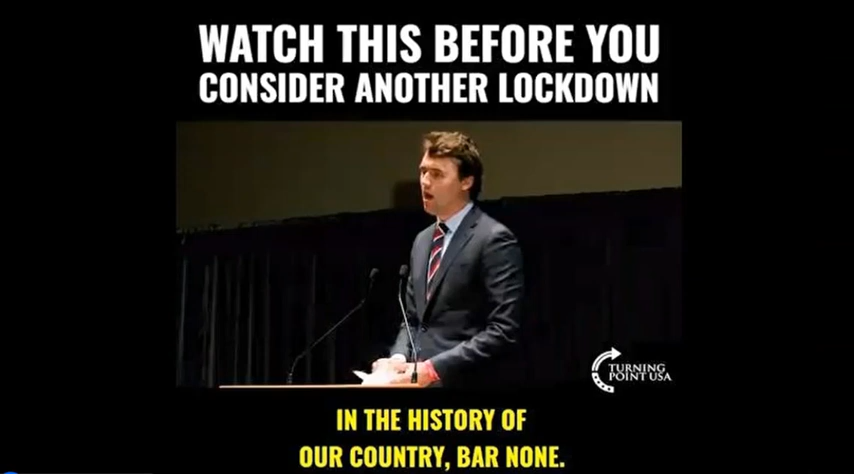 WATCH THIS BEFORE YOU
CONSIDER ANOTHER LOCKDOWN
TURNING
POINT USA
IN THE HISTORY OF
OUR COUNTRY, BAR NONE.